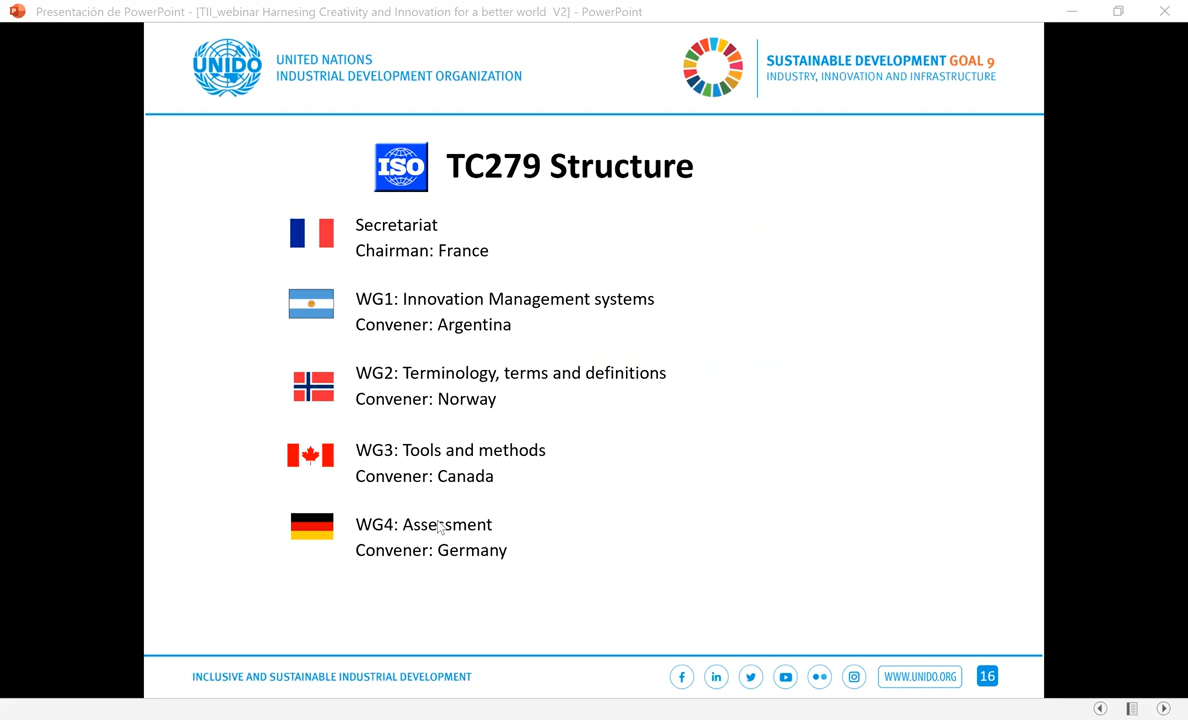 Presentación de PowerPoint - [TII_webinar Harnesing Creativity and Innovation for a better world V2] - PowerPoint
UNIDO
UNITED NATIONS
INDUSTRIAL DEVELOPMENT ORGANIZATION
SUSTAINABLE DEVELOPMENT GOAL 9
INDUSTRY, INNOVATION AND INFRASTRUCTURE
ISO
TC279 Structure
Secretariat
Chairman: France
WG1: Innovation Management systems
Convener: Argentina
WG2: Terminology, terms and definitions
Convener: Norway
WG3: Tools and methods
Convener: Canada
WG4: Assessment
Convener: Germany
INCLUSIVE AND SUSTAINABLE INDUSTRIAL DEVELOPMENT
WWW.UNIDO.ORG
16